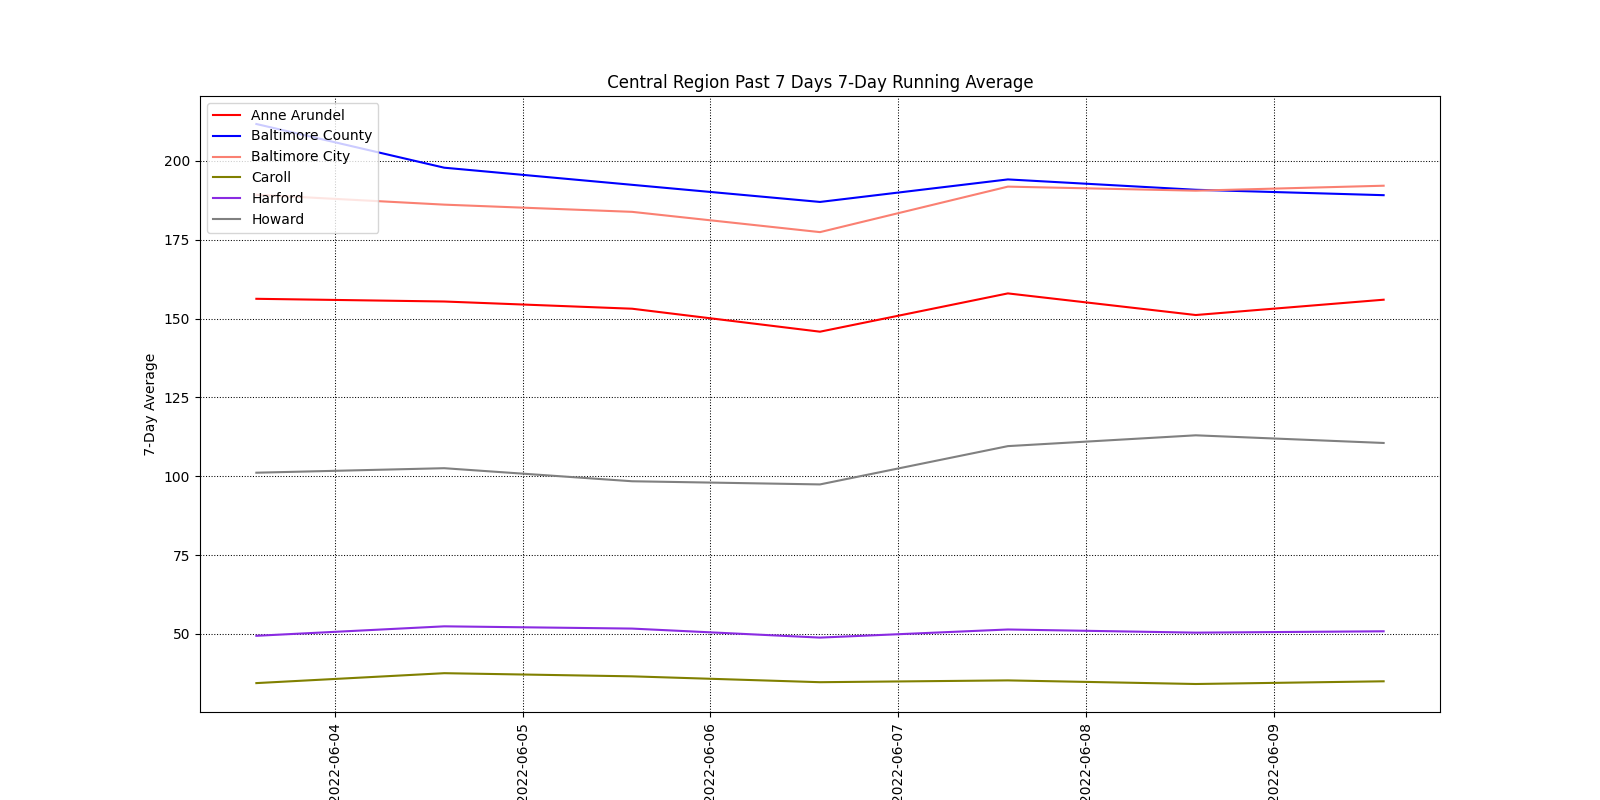 Central Region Past 7 Days 7-Day Running Average
Anne Arundel
Baltimore County
Baltimore City
Caroll
Harford
Howard
200
175
150
125
100
75
50
7-Day Average
2022-06-04
2022-06-05
2022-06-06
2022-06-07
2022-06-08
2022-06-09